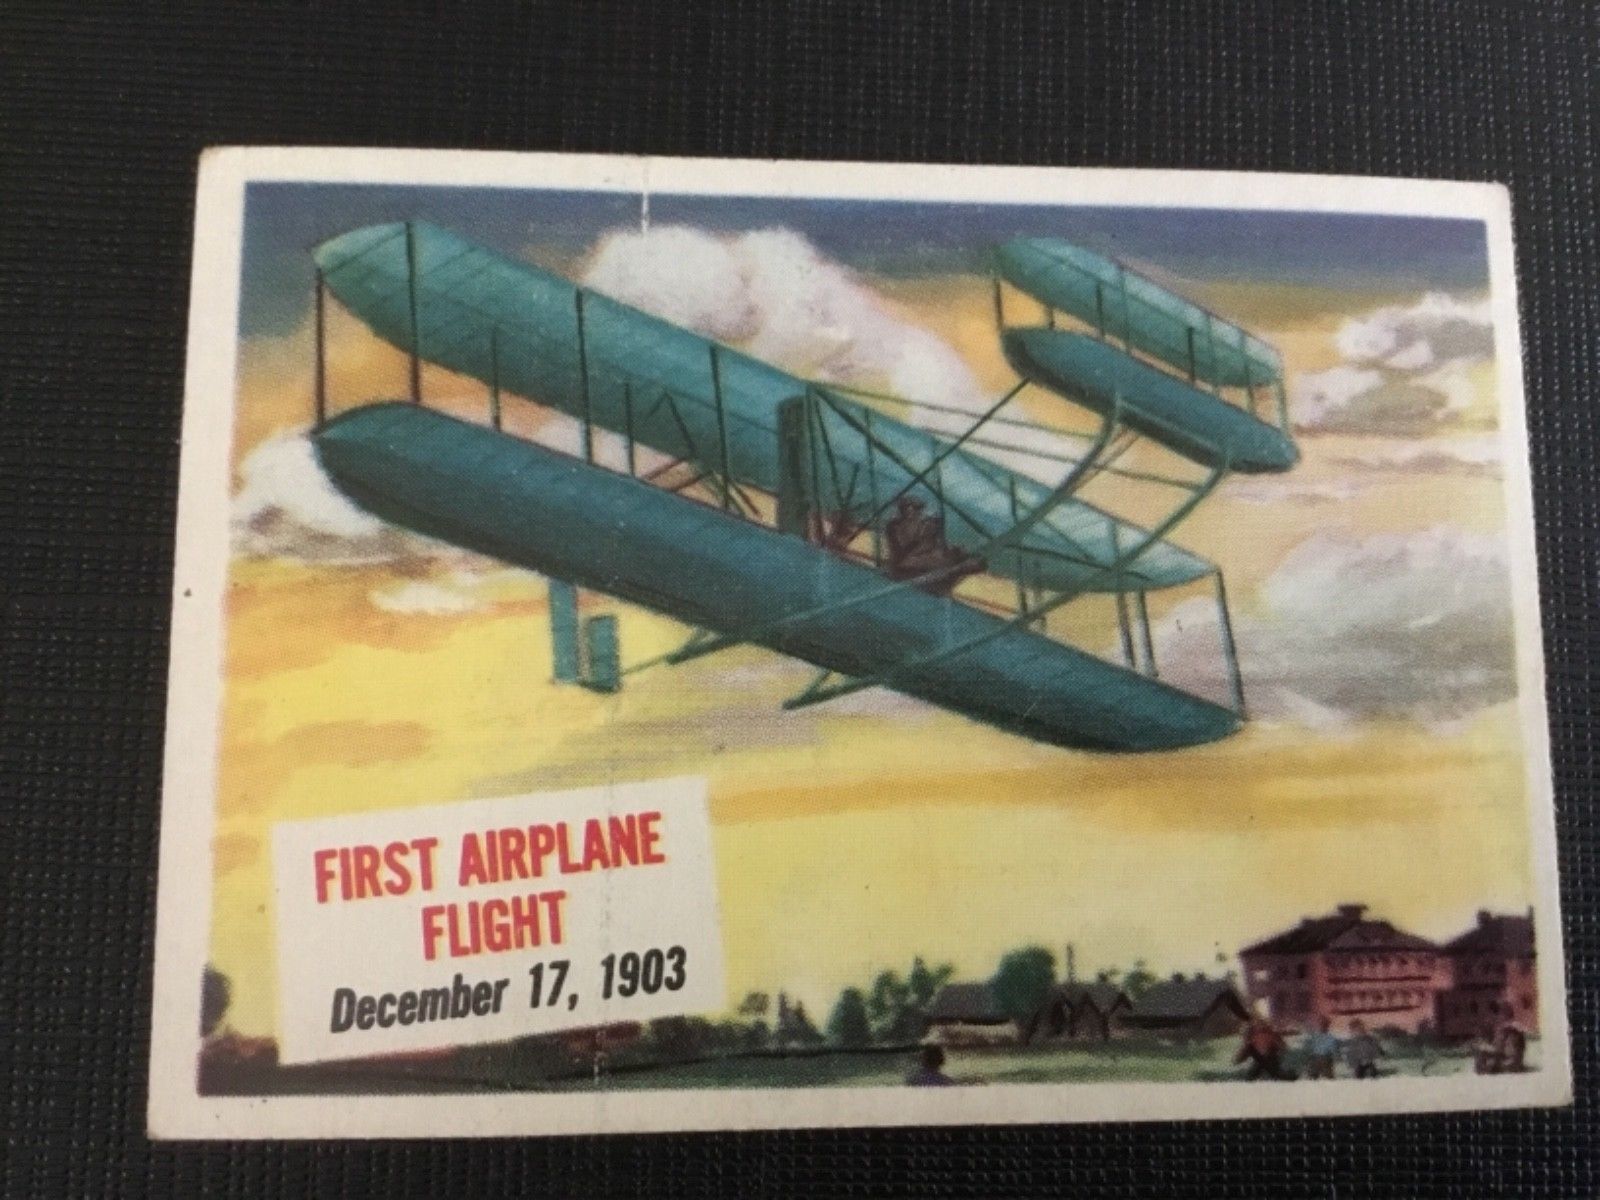 FIRST AIRPLANE
FLIGHT
December 17, 1903